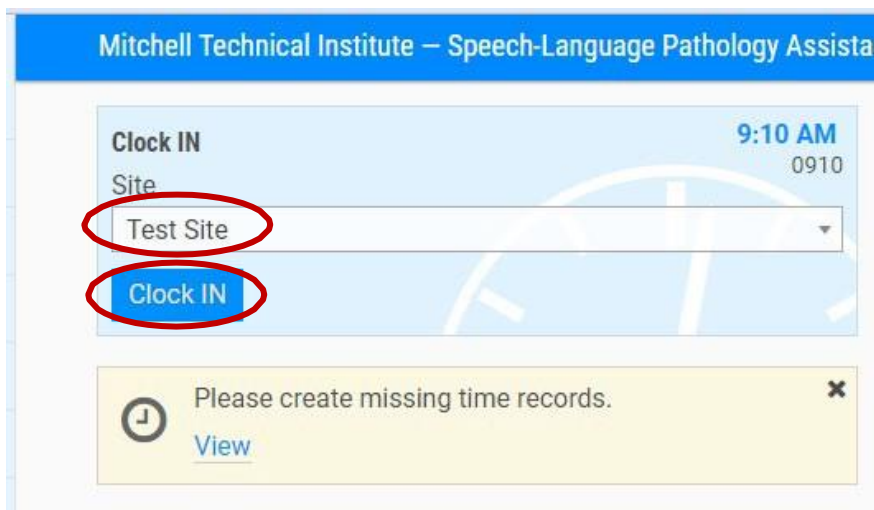 Mitchell Technical Institute – Speech-Language Pathology Assista
Clock IN
9:10 AM
0910
Site
Test Site
Clock IN
Please create missing time records.
View